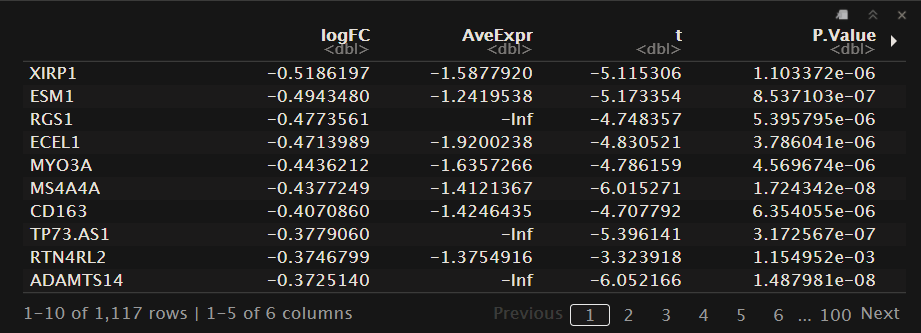 logFC AveExpr t P.Value
<dbl> <dbl> <dbl> <dbl>
XIRP1 -0.5186197 -1.5877920 -5.115306 1.103372e-06
ESM1 -0.4943480 -1.2419538 -5.173354 8.537103e-07
RGS1 -0.4773561 -Inf -4.748357 5.395795e-06
ECEL1 -0.4713989 -1.9200238 -4.830521 3.786041e-06
MYO3A -0.4436212 -1.6357266 -4.786159 4.569674e-06
MS4A4A -0.4377249 -1.4121367 -6.015271 1.724342e-08
CD163 -0.4070860 -1.4246435 -4.707792 6.354055e-06
TP73.AS1 -0.3779060 -Inf -5.396141 3.172567e-07
RTN4RL2 -0.3746799 -1.3754916 -3.323918 1.154952e-03
ADAMTS14 -0.3725140 -Inf -6.052166 1.487981e-08
1-10 of 1,117 rows | 1-5 of 6 columns Previous 1 2 3 4 5 6 ... 100 Next